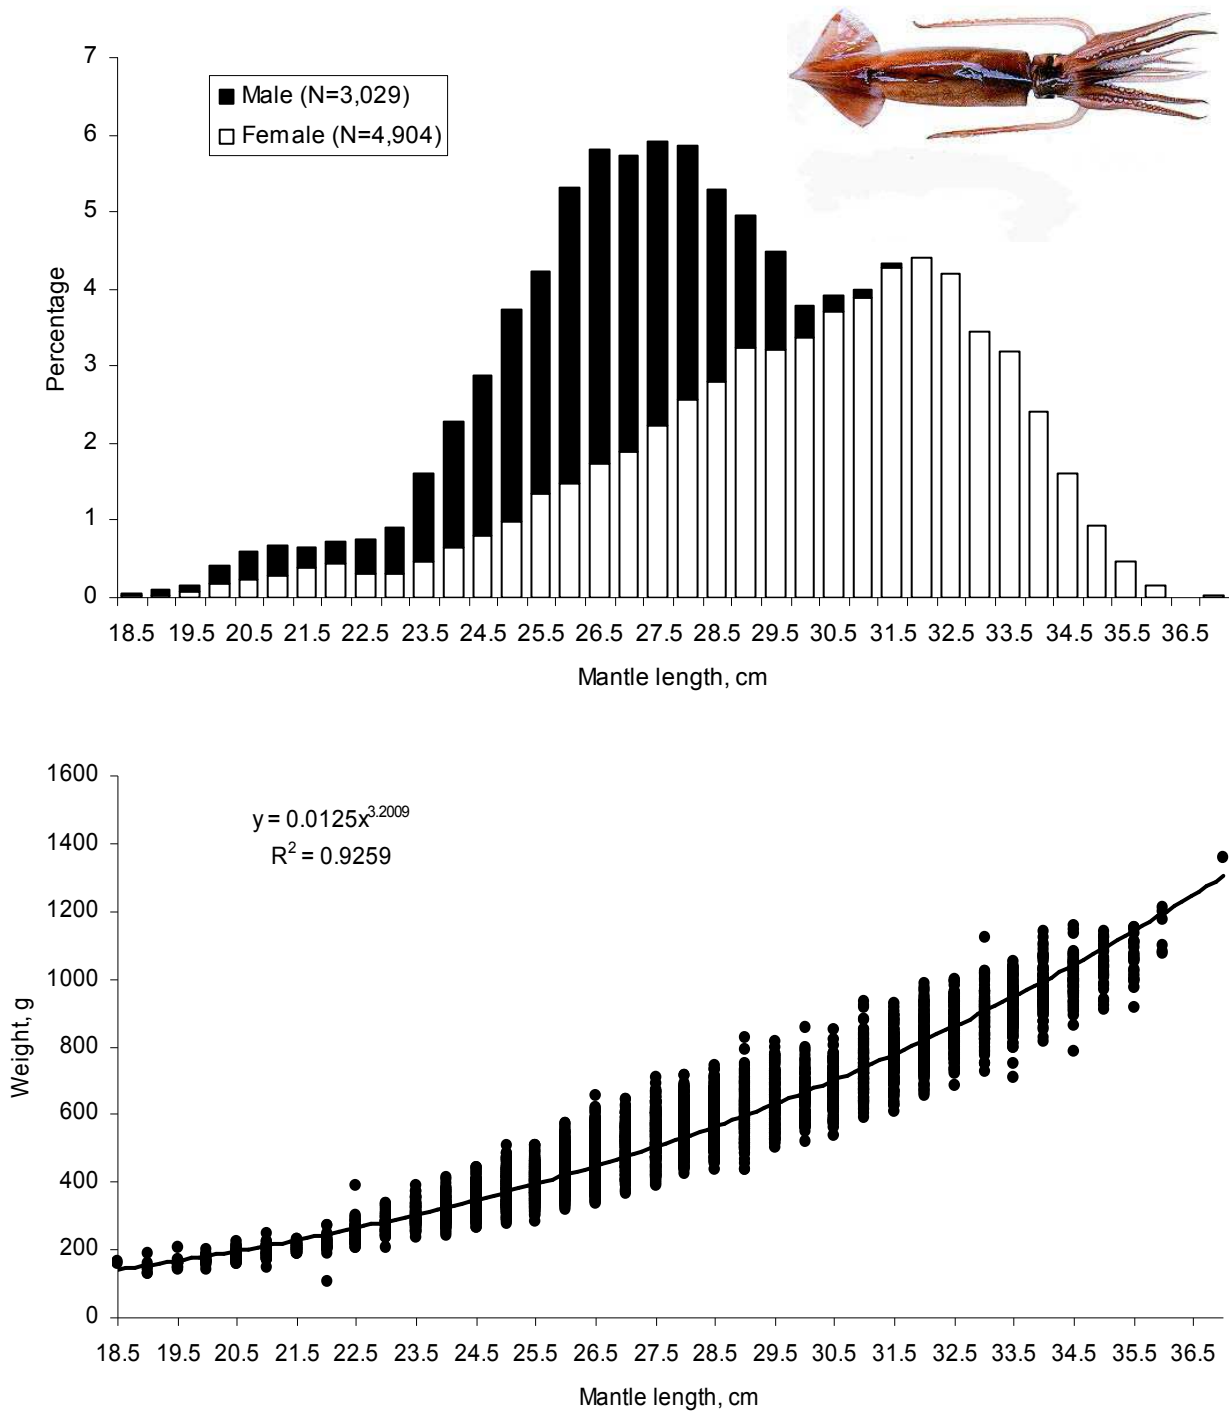 7
Male (N=3,029)
Female (N=4,904)
6
5
4
3
2
1
0
Percentage
18.5 19.5 20.5 21.5 22.5 23.5 24.5 25.5 26.5 27.5 28.5 29.5 30.5 31.5 32.5 33.5 34.5 35.5 36.5
Mantle length, cm
1600
y = 0.0125x^3.2009
R² = 0.9259
1400
1200
1000
800
600
400
200
0
Weight, g
18.5 19.5 20.5 21.5 22.5 23.5 24.5 25.5 26.5 27.5 28.5 29.5 30.5 31.5 32.5 33.5 34.5 35.5 36.5
Mantle length, cm